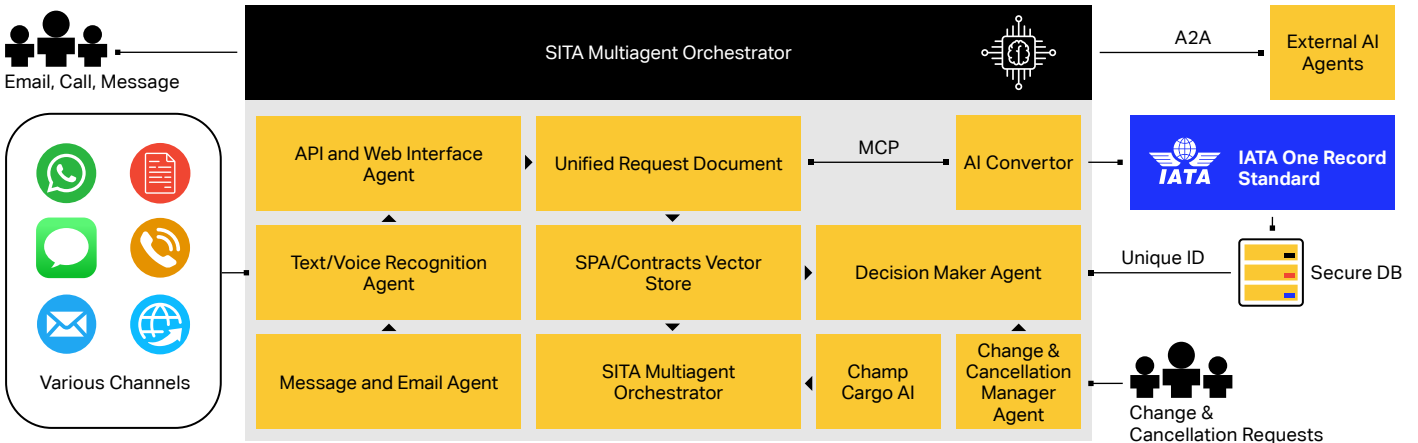 SITA Multiagent Orchestrator
A2A
External AI
Agents
Email, Call, Message
API and Web Interface
Agent
Unified Request Document
MCP
AI Convertor
IATA
IATA One Record
Standard
Text/Voice Recognition
Agent
SPA/Contracts Vector
Store
Decision Maker Agent
Unique ID
Secure DB
Various Channels
Message and Email Agent
SITA Multiagent
Orchestrator
Champ
Cargo AI
Change &
Cancellation
Manager
Agent
Change &
Cancellation Requests